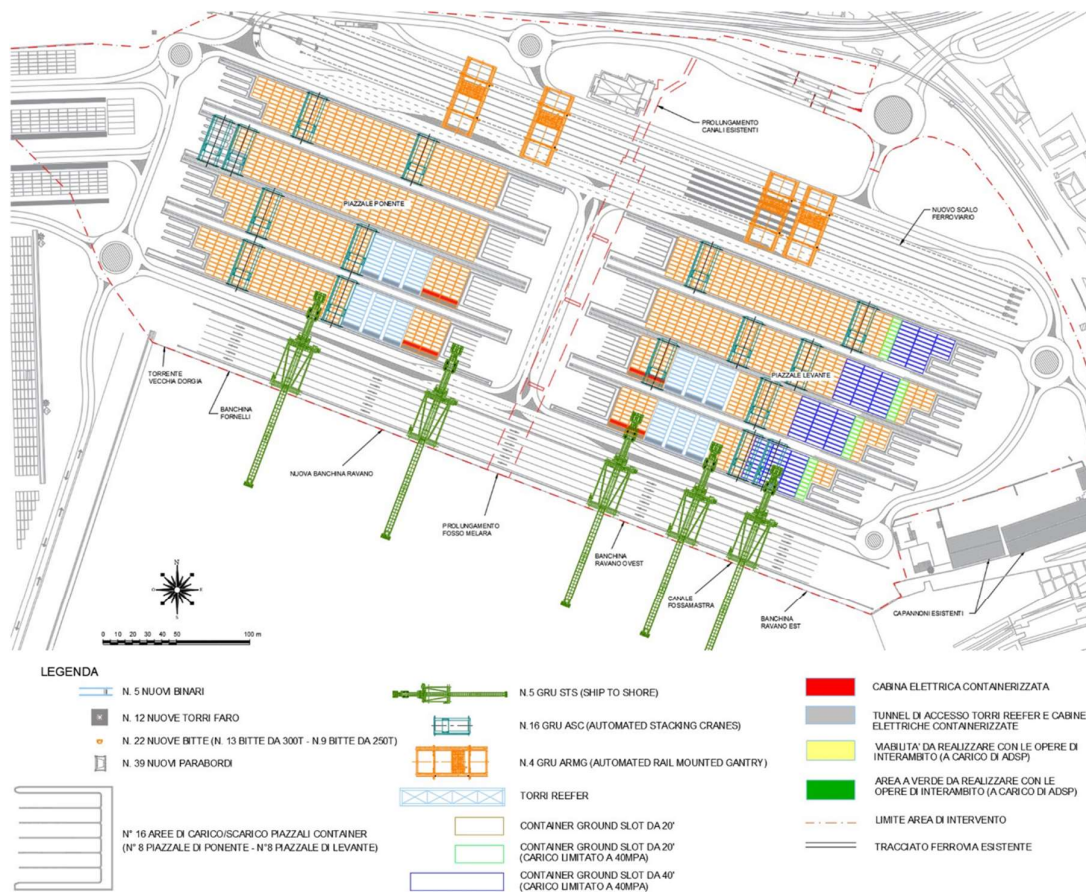 PROLUNGAMENTO
CANALI ESISTENTI
NUOVO SCALO
FERROVIARIO
PIAZZALE PONENTE
PIAZZALE LEVANTE
TORRENTE
VECCHIA DORGIA
BANCHINA
FORNELLI
NUOVA BANCHINA RAVANO
PROLUNGAMENTO
FOSSO MELARA
BANCHINA
RAVANO OVEST
CANALE
FOSSAMASTRA
BANCHINA
RAVANO EST
CAPANNONI ESISTENTI
N
O
E
S
0 10 20 30 40 50 100 m
LEGENDA
N. 5 NUOVI BINARI
N. 12 NUOVE TORRI FARO
N. 22 NUOVE BITTE (N. 13 BITTE DA 300T - N.9 BITTE DA 250T)
N. 39 NUOVI PARABORDI
N° 16 AREE DI CARICO/SCARICO PIAZZALI CONTAINER
(N° 8 PIAZZALE DI PONENTE - N°8 PIAZZALE DI LEVANTE)
N.5 GRU STS (SHIP TO SHORE)
N.16 GRU ASC (AUTOMATED STACKING CRANES)
N.4 GRU ARMG (AUTOMATED RAIL MOUNTED GANTRY)
TORRI REEFER
CONTAINER GROUND SLOT DA 20'
CONTAINER GROUND SLOT DA 20'
(CARICO LIMITATO A 40MPA)
CONTAINER GROUND SLOT DA 40'
(CARICO LIMITATO A 40MPA)
CABINA ELETTRICA CONTAINERIZZATA
TUNNEL DI ACCESSO TORRI REEFER E CABINE
ELETTRICHE CONTAINERIZZATE
VIABILITA' DA REALIZZARE CON LE OPERE DI
INTERAMBITO (A CARICO DI ADSP)
AREA A VERDE DA REALIZZARE CON LE
OPERE DI INTERAMBITO (A CARICO DI ADSP)
LIMITE AREA DI INTERVENTO
TRACCIATO FERROVIA ESISTENTE